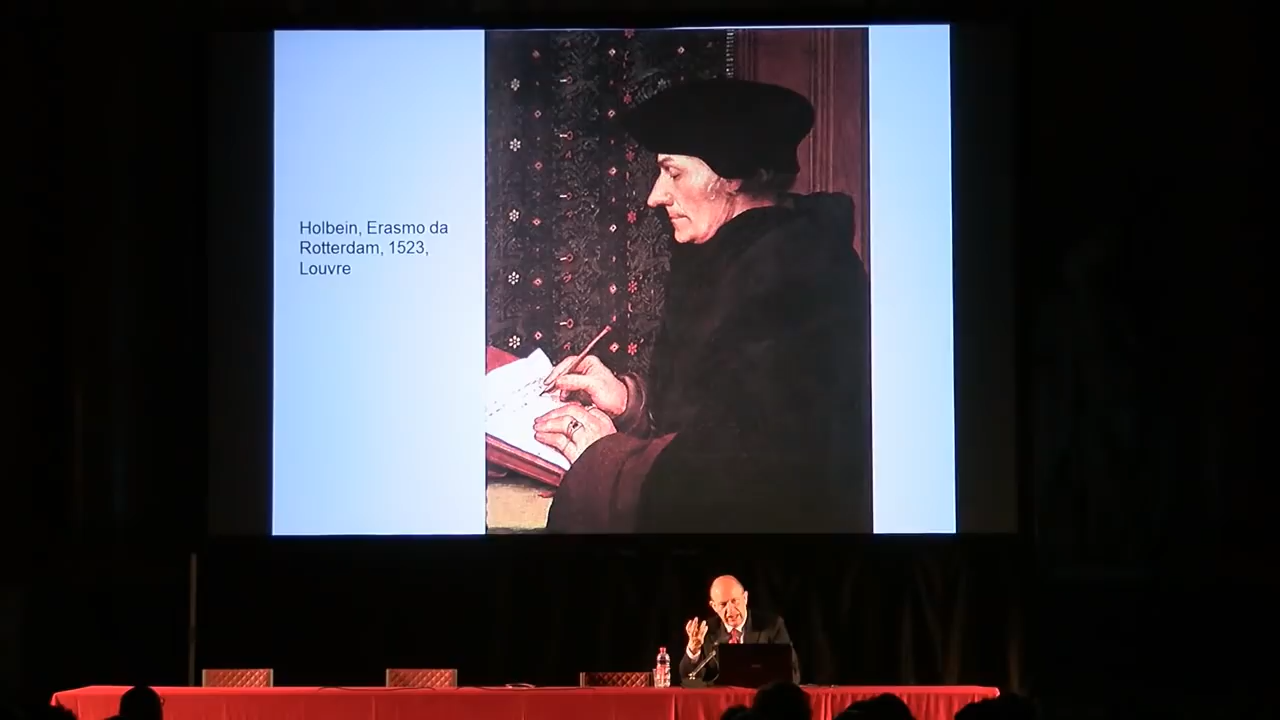 Holbein, Erasmo da
Rotterdam, 1523,
Louvre